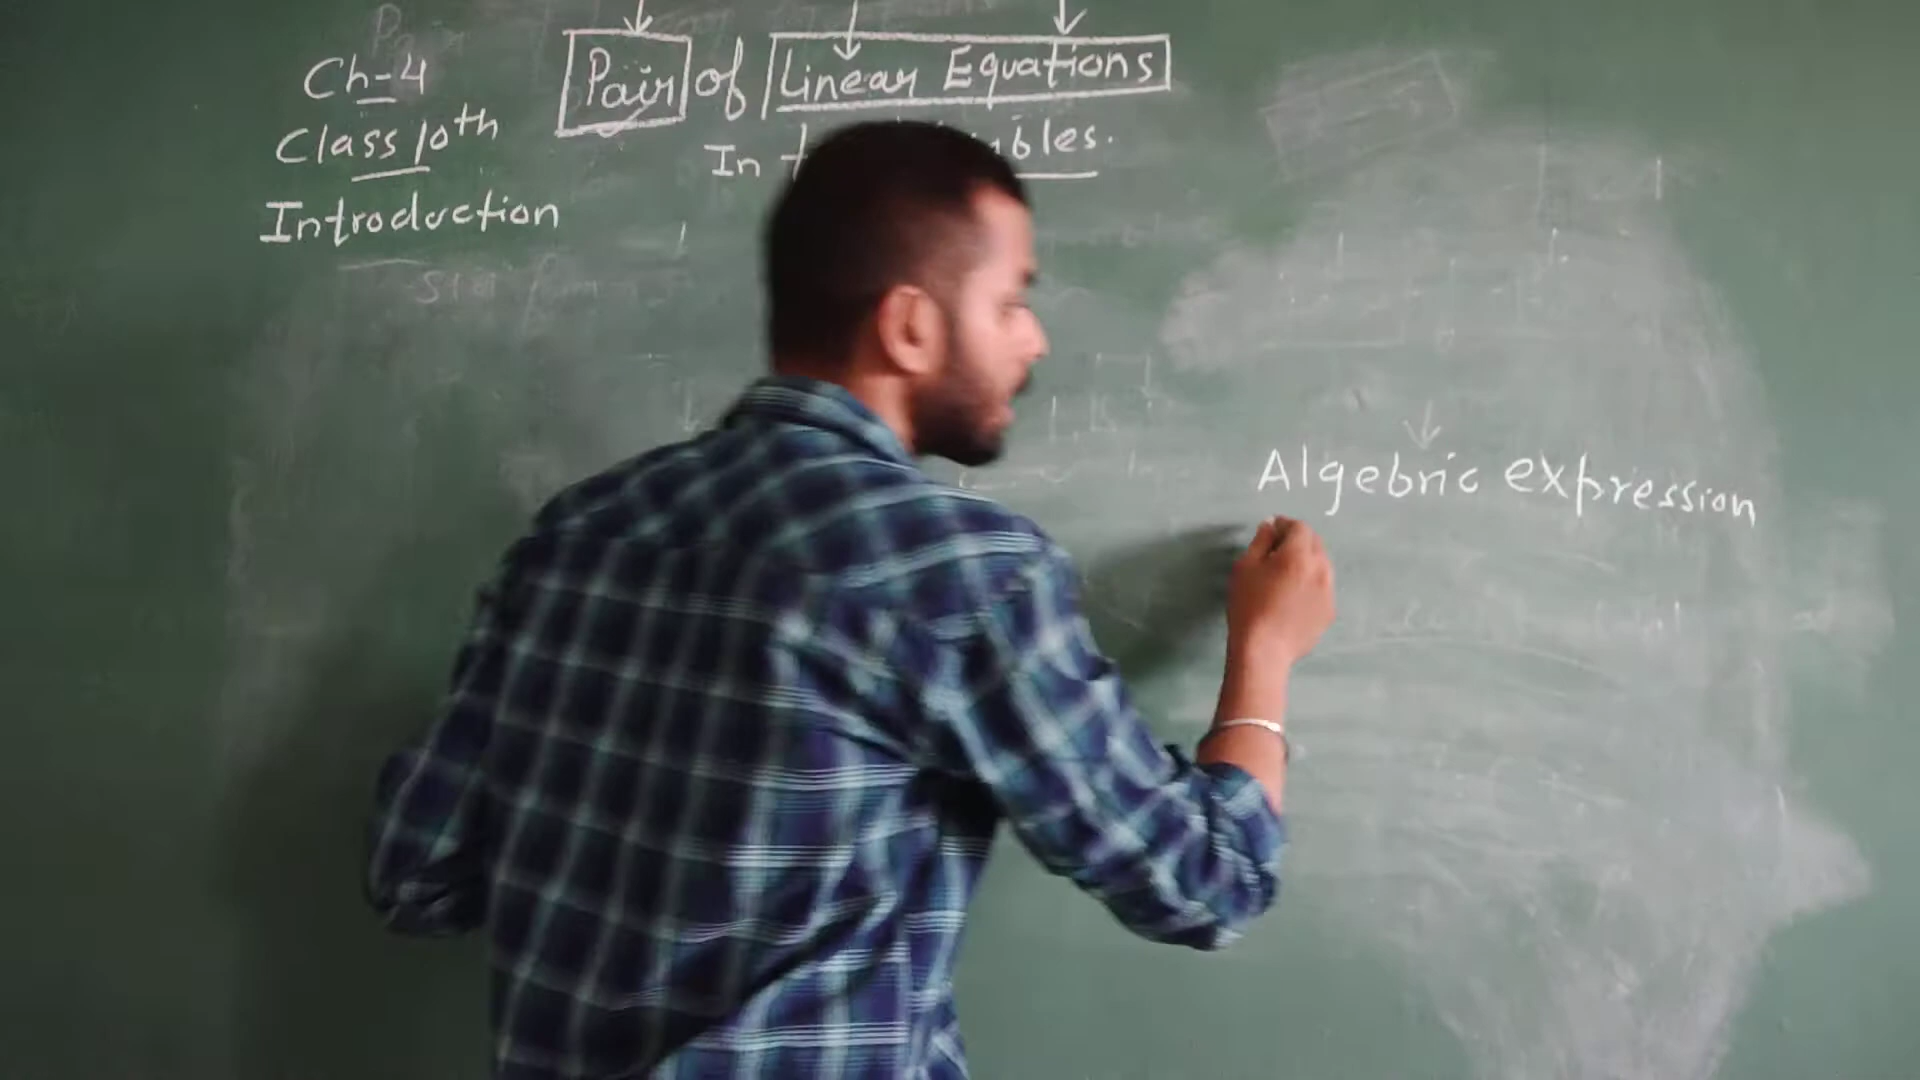 Ch-4
Class 10th
Introduction
Pair of Linear Equations
In
Algebric expression